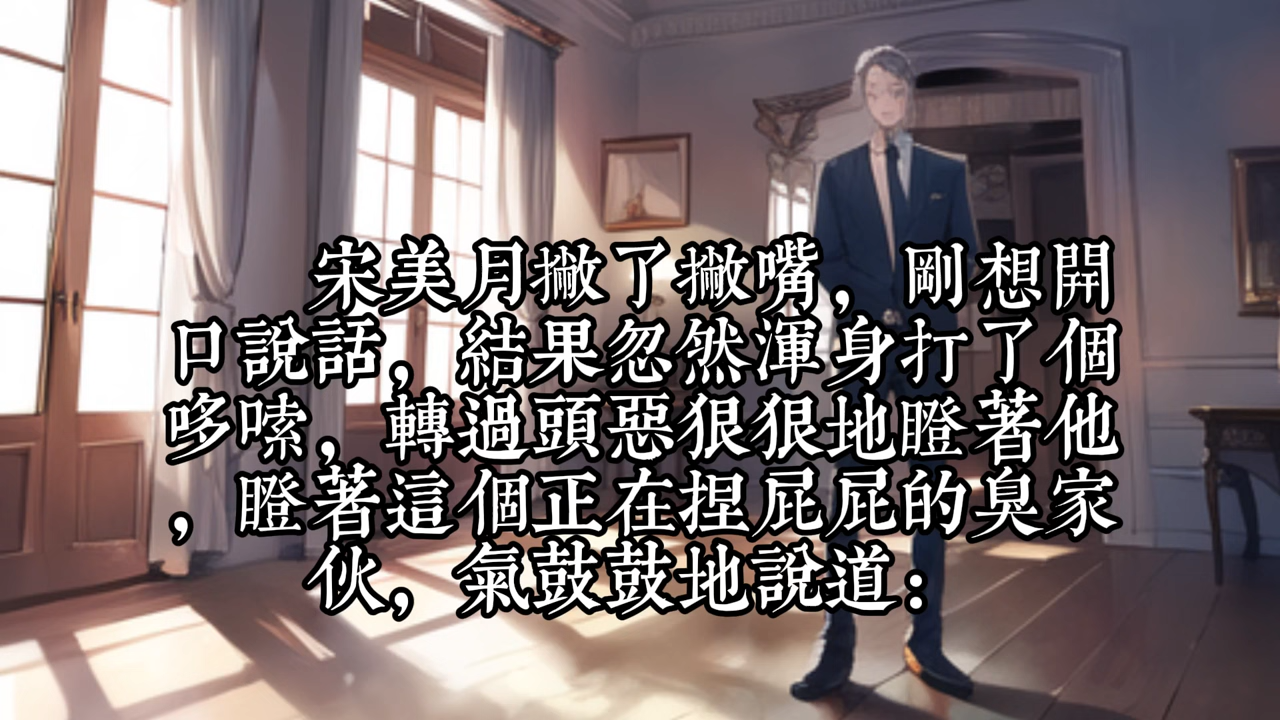 宋美月撇了撇嘴，剛想開
口說話，結果忽然渾身打了個
哆嗦，轉過頭惡狠狠地瞪著他
，瞪著這個正在捏屁屁的臭家
伙，氣鼓鼓地說道：